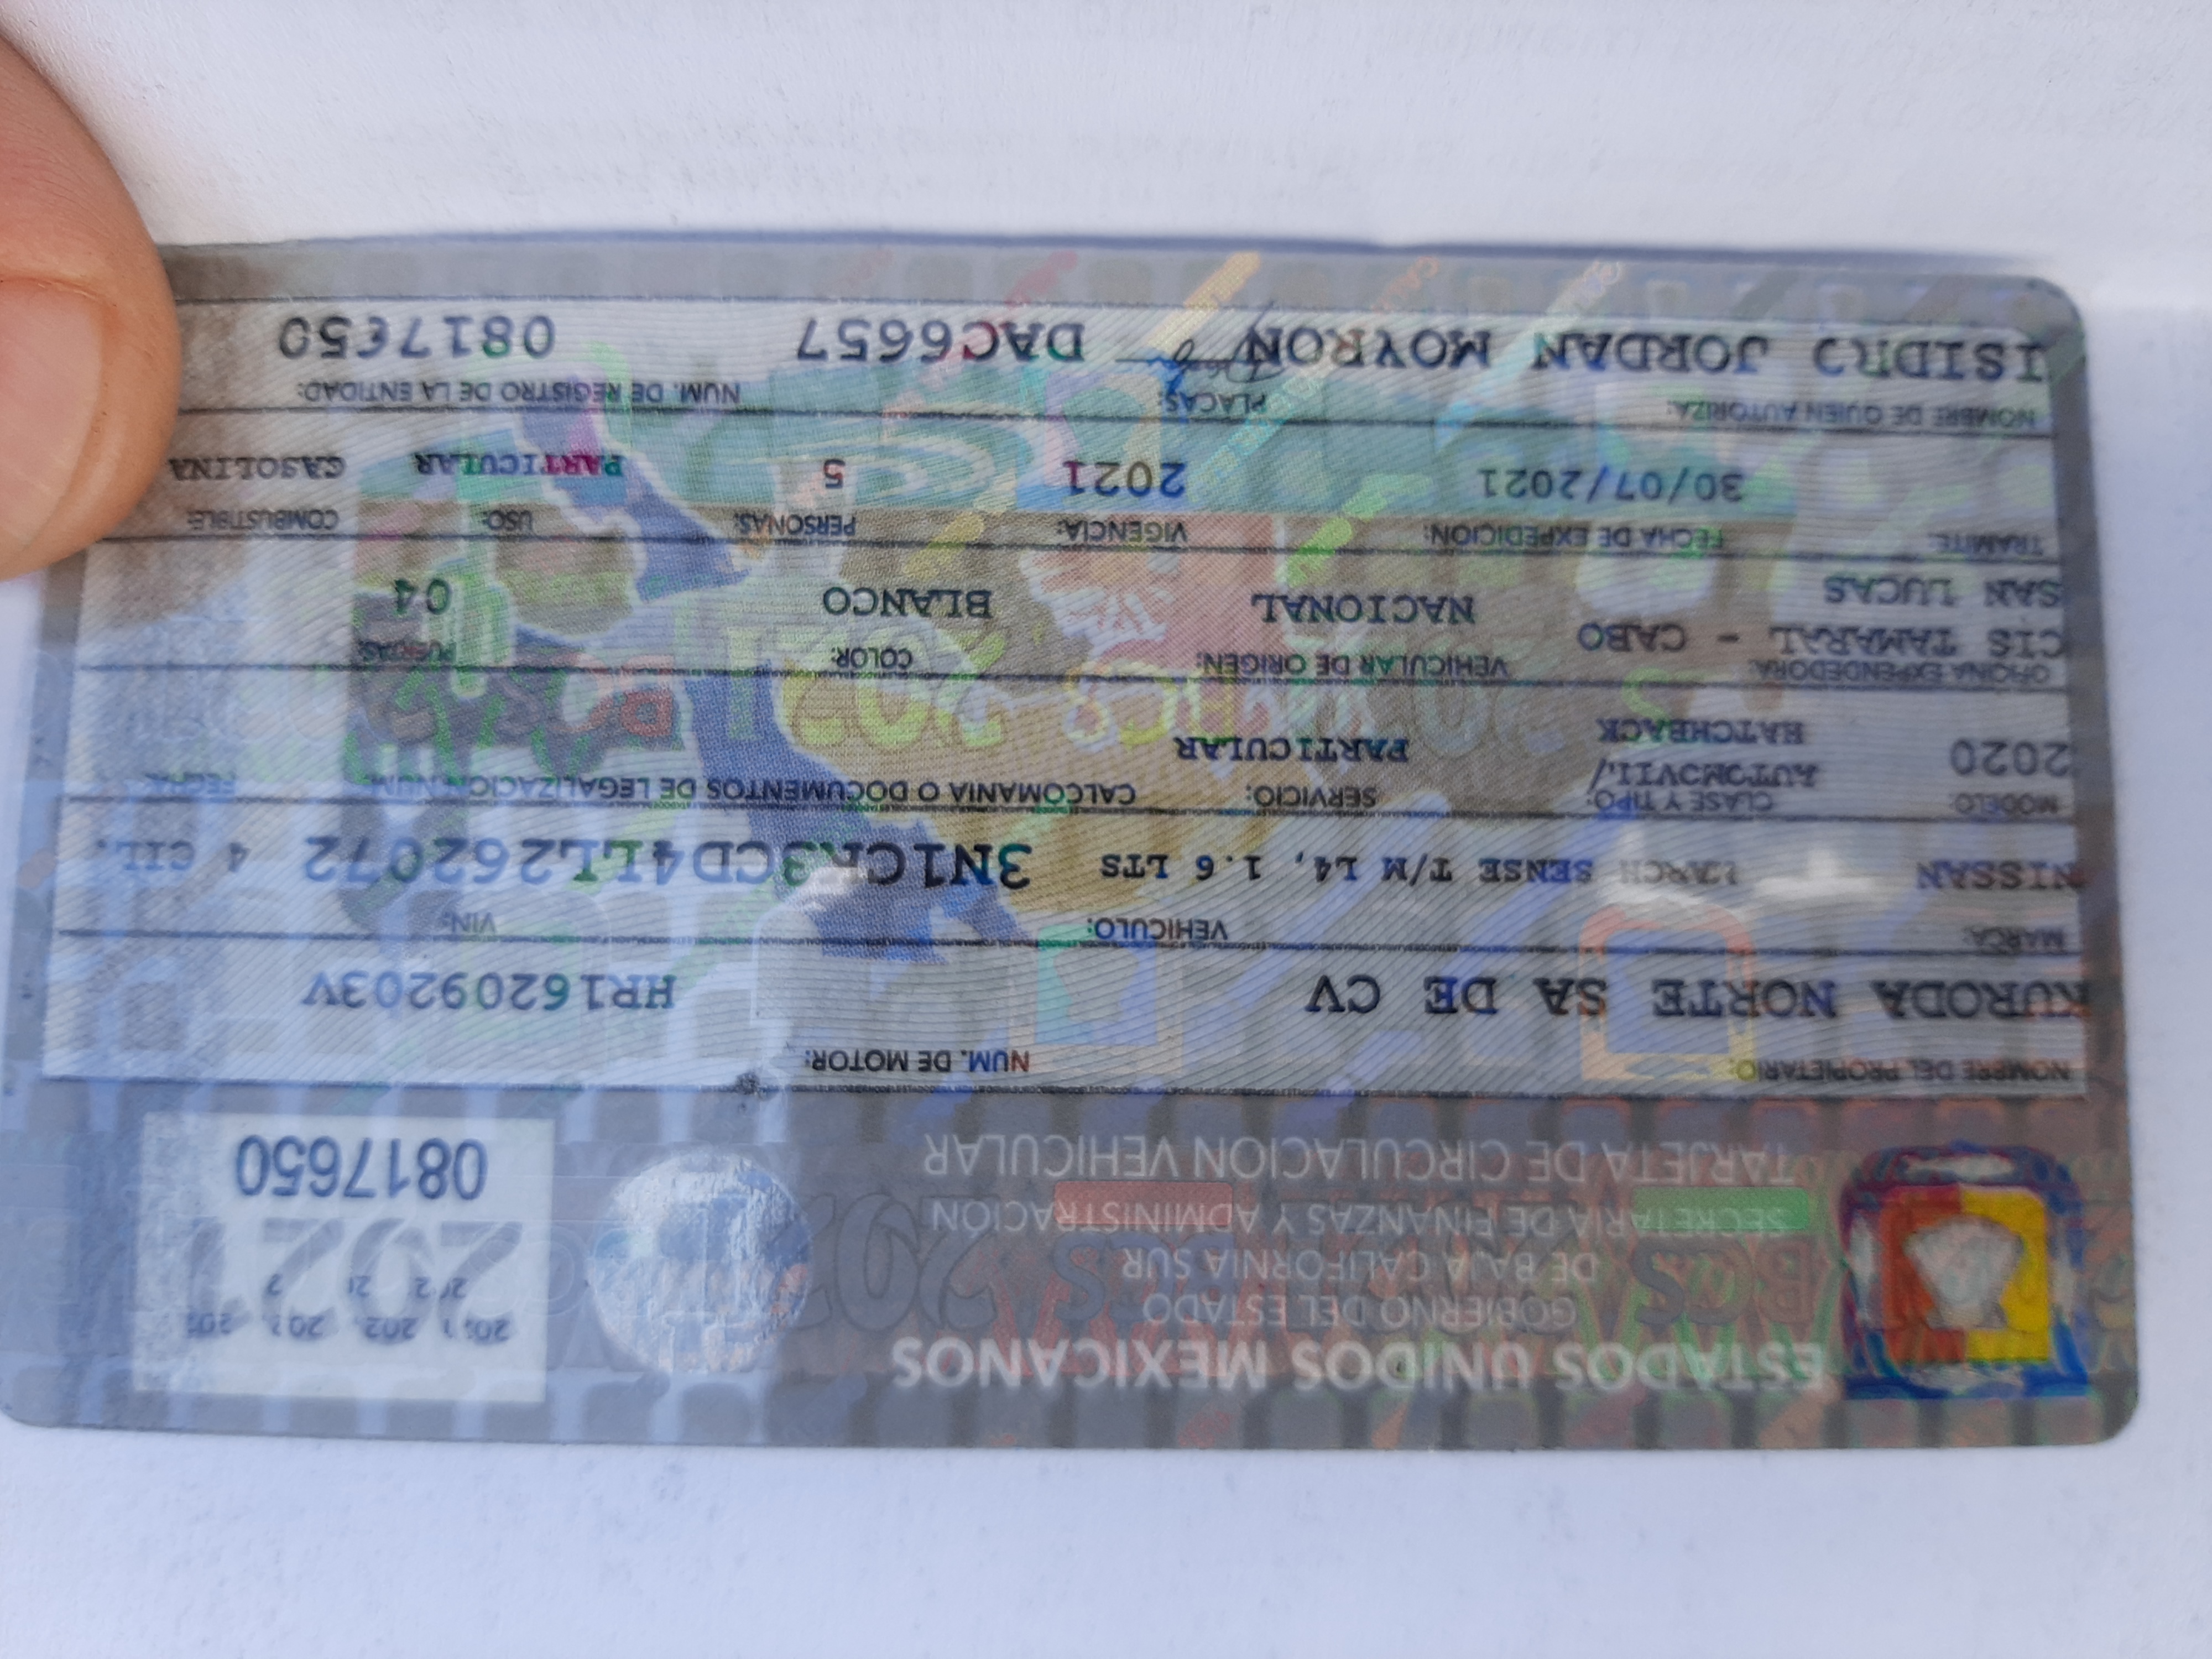 ESTADOS UNIDOS MEXICANOS
GOBIERNO DEL ESTADO
DE BAJA CALIFORNIA SUR
SECRETARIA DE FINANZAS Y ADMINISTRACIÓN
TARJETA DE CIRCULACION VEHICULAR
2021
0817650
NOMBRE DEL PROPIETARIO: NUM. DE MOTOR:
KURODA NORTE SA DE CV HR16209203V
MARCA: VEHICULO: VIN:
NISSAN MARCH SENSE T/M L4, 1.6 LTS 3N1CK3CD4LL262072 4 CIL.
MODELO: CLASE Y TIPO: SERVICIO: CALCOMANIA O DOCUMENTOS DE LEGALIZACION NUM: FECHA:
2020 AUTOMOVIL/ HATCHBACK PARTICULAR
OFICINA EXPENDEDORA: VEHICULAR DE ORIGEN: COLOR: PUERTAS:
CIS TAMARAL - CABO SAN LUCAS NACIONAL BLANCO 04
TRAMITE: FECHA DE EXPEDICION: VIGENCIA: PERSONAS: USO: COMBUSTIBLE:
30/07/2021 2021 5 PARTICULAR GASOLINA
NOMBRE DE QUIEN AUTORIZA: PLACAS: NUM. DE REGISTRO DE LA ENTIDAD:
ISIDRO JORDAN MOYRON DAC6657 0817650